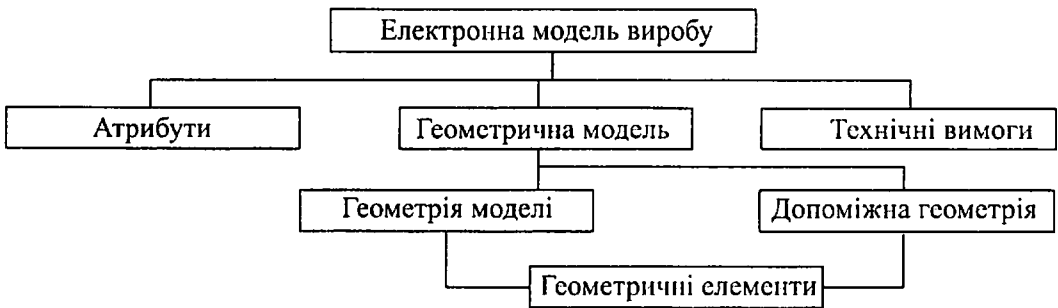 Електронна модель виробу
Атрибути
Геометрична модель
Технічні вимоги
Геометрія моделі
Допоміжна геометрія
Геометричні елементи